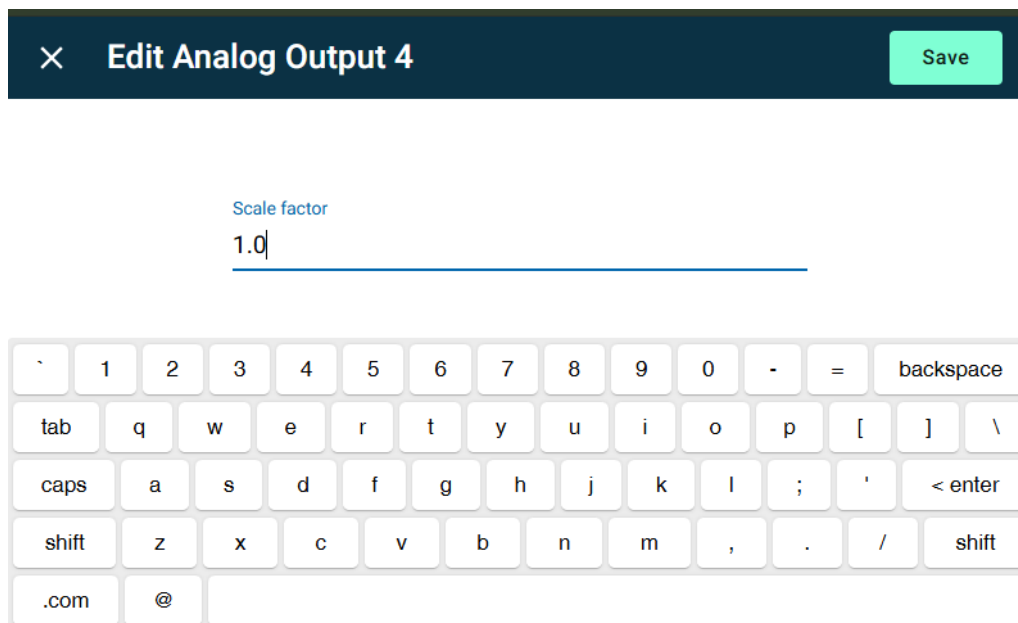 Edit Analog Output 4
Save
Scale factor
1.0
` 1 2 3 4 5 6 7 8 9 0 - = backspace
tab q w e r t y u i o p [ ] \
caps a s d f g h j k l ; ' < enter
shift z x c v b n m , . / shift
.com @